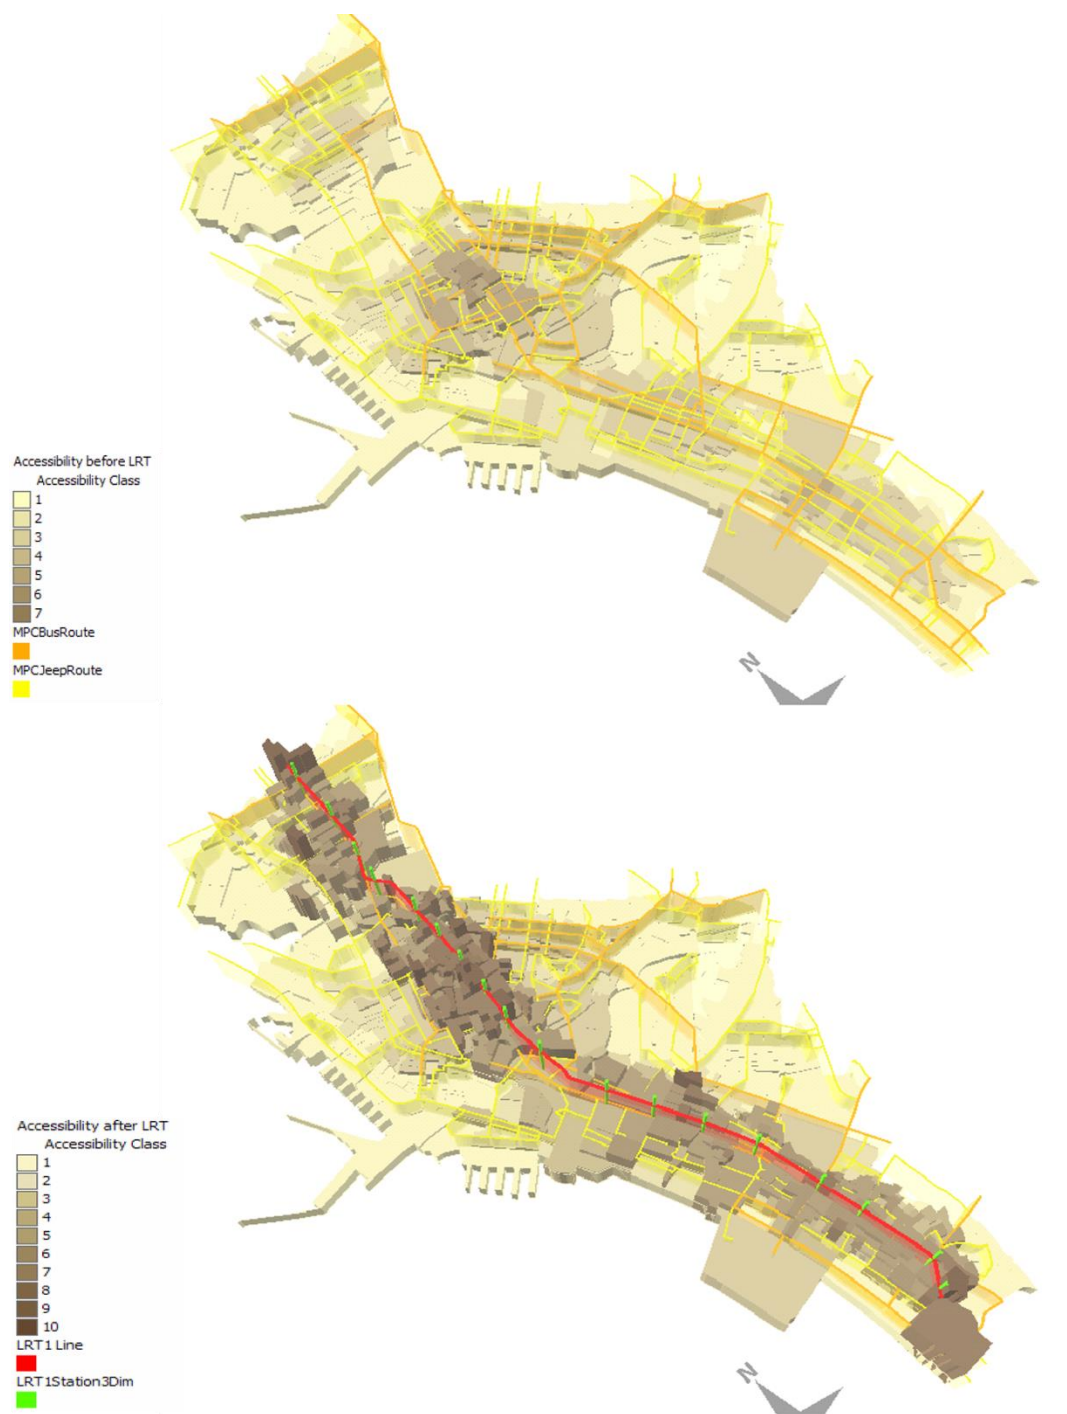 Accessibility before LRT
Accessibility Class
1
2
3
4
5
6
7
MPCBusRoute
MPCJeepRoute
N
Accessibility after LRT
Accessibility Class
1
2
3
4
5
6
7
8
9
10
LRT1 Line
LRT1Station3Dim
N